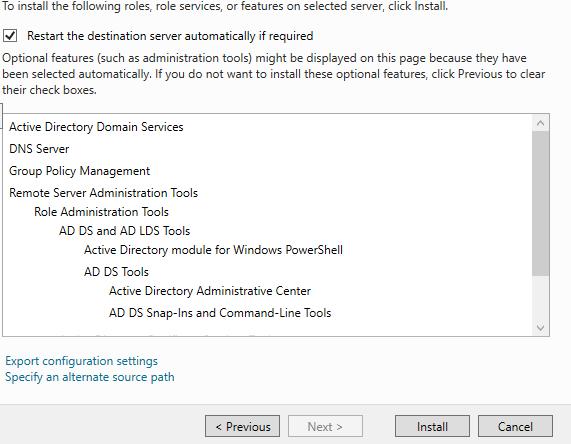 To install the following roles, role services, or features on selected server, click Install.
Restart the destination server automatically if required
Optional features (such as administration tools) might be displayed on this page because they have
been selected automatically. If you do not want to install these optional features, click Previous to clear
their check boxes.
Active Directory Domain Services
DNS Server
Group Policy Management
Remote Server Administration Tools
Role Administration Tools
AD DS and AD LDS Tools
Active Directory module for Windows PowerShell
AD DS Tools
Active Directory Administrative Center
AD DS Snap-Ins and Command-Line Tools
Export configuration settings
Specify an alternate source path
< Previous
Next >
Install
Cancel